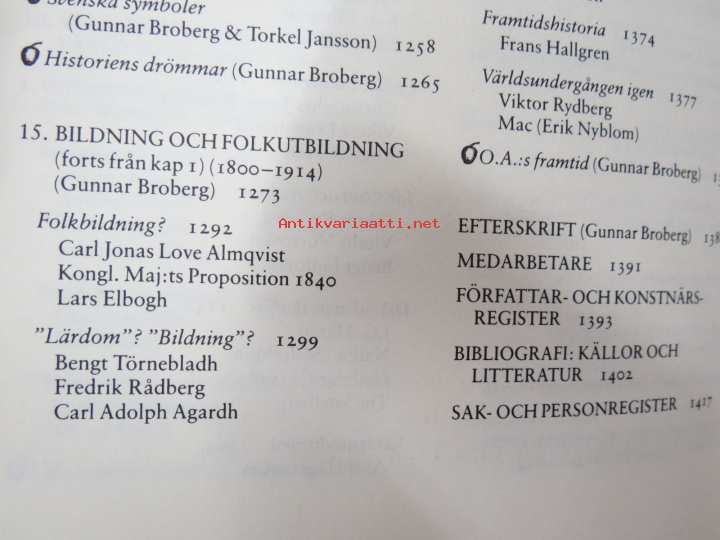 Svenska symboler
(Gunnar Broberg & Torkel Jansson) 1258
Historiens drömmar (Gunnar Broberg) 1265
15. BILDNING OCH FOLKUTBILDNING
(forts från kap 1) (1800–1914)
(Gunnar Broberg) 1273
Folkbildning? 1292
Carl Jonas Love Almqvist
Kongl. Maj:ts Proposition 1840
Lars Elbogh
”Lärdom”? ”Bildning”? 1299
Bengt Törnebladh
Fredrik Rådberg
Carl Adolph Agardh
Framtidshistoria 1374
Frans Hallgren
Världsundergången igen 1377
Viktor Rydberg
Mac (Erik Nyblom)
O.A.:s framtid (Gunnar Broberg)
EFTERSKRIFT (Gunnar Broberg)
MEDARBETARE 1391
FÖRFATTAR- OCH KONSTNÄRS-
REGISTER 1393
BIBLIOGRAFI: KÄLLOR OCH
LITTERATUR 1402
SAK- OCH PERSONREGISTER 1417
Antikvariaatti.net